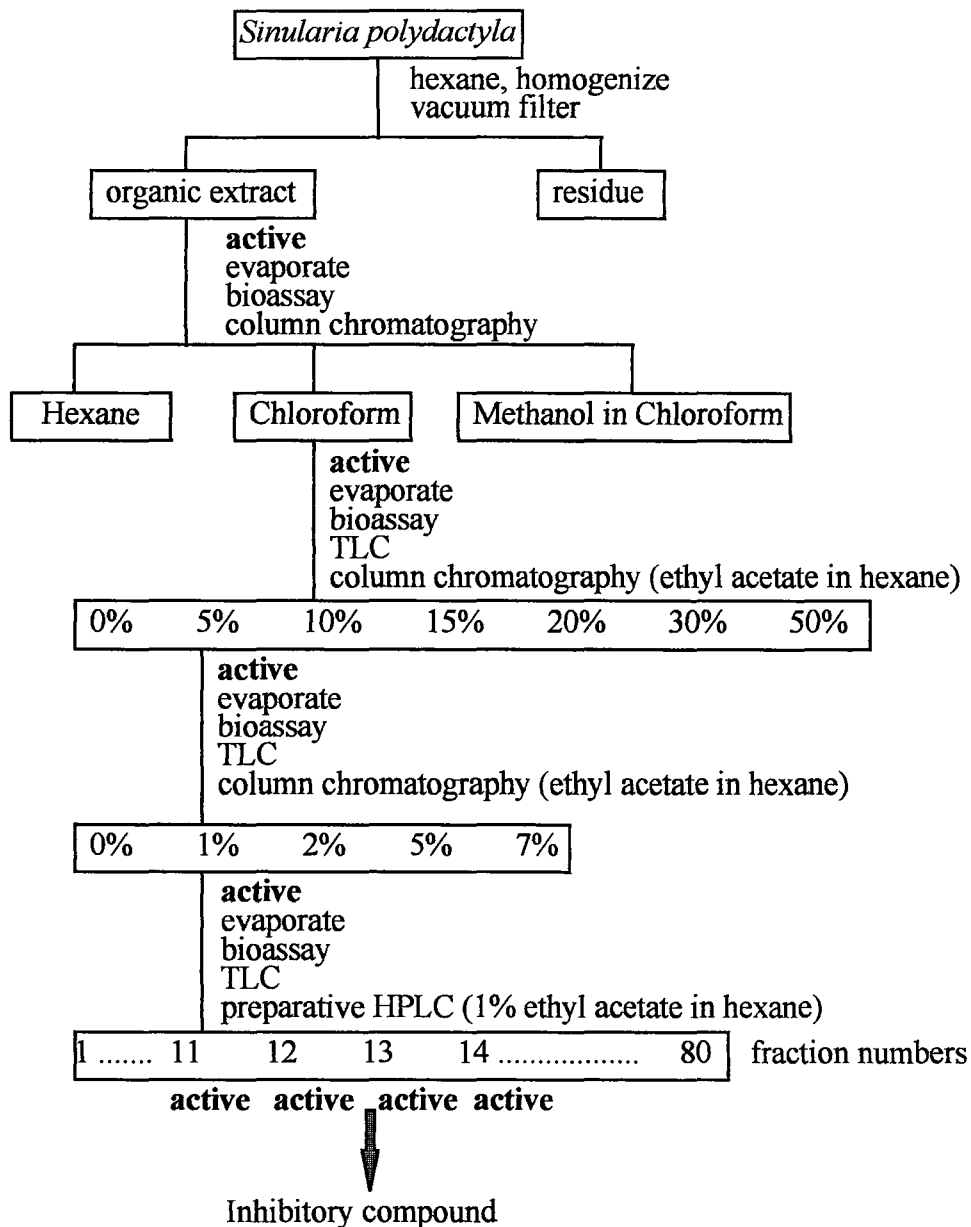 Sinularia polydactyla
hexane, homogenize
vacuum filter
organic extract residue
active
evaporate
bioassay
column chromatography
Hexane Chloroform Methanol in Chloroform
active
evaporate
bioassay
TLC
column chromatography (ethyl acetate in hexane)
0% 5% 10% 15% 20% 30% 50%
active
evaporate
bioassay
TLC
column chromatography (ethyl acetate in hexane)
0% 1% 2% 5% 7%
active
evaporate
bioassay
TLC
preparative HPLC (1% ethyl acetate in hexane)
1 ....... 11 12 13 14 ................... 80 fraction numbers
active active active active
Inhibitory compound